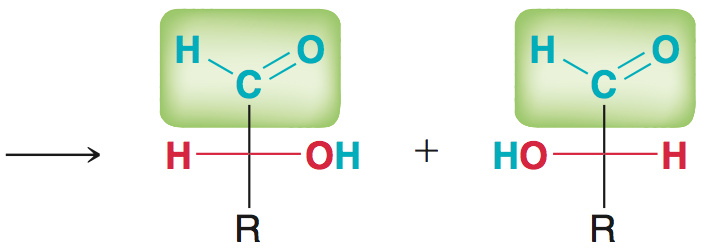 H O H O
C C
H OH + HO H
R R